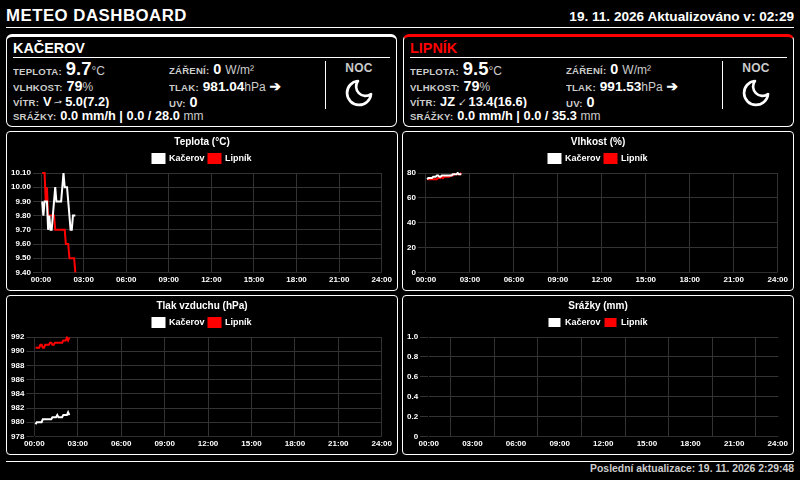 METEO DASHBOARD
19. 11. 2026 Aktualizováno v: 02:29
KAČEROV
TEPLOTA: 9.7°C
ZÁŘENÍ: 0 W/m²
NOC
VLHKOST: 79%
TLAK: 981.04hPa ➔
VÍTR: V → 5.0(7.2)
UV: 0
SRÁŽKY: 0.0 mm/h | 0.0 / 28.0 mm
LIPNÍK
TEPLOTA: 9.5°C
ZÁŘENÍ: 0 W/m²
NOC
VLHKOST: 79%
TLAK: 991.53hPa ➔
VÍTR: JZ ↙ 13.4(16.6)
UV: 0
SRÁŽKY: 0.0 mm/h | 0.0 / 35.3 mm
Teplota (°C)
Kačerov Lipník
10.10
10.00
9.90
9.80
9.70
9.60
9.50
9.40
00:00 03:00 06:00 09:00 12:00 15:00 18:00 21:00 24:00
Vlhkost (%)
Kačerov Lipník
80
60
40
20
0
00:00 03:00 06:00 09:00 12:00 15:00 18:00 21:00 24:00
Tlak vzduchu (hPa)
Kačerov Lipník
992
990
988
986
984
982
980
978
00:00 03:00 06:00 09:00 12:00 15:00 18:00 21:00 24:00
Srážky (mm)
Kačerov Lipník
1.0
0.8
0.6
0.4
0.2
0
00:00 03:00 06:00 09:00 12:00 15:00 18:00 21:00 24:00
Poslední aktualizace: 19. 11. 2026 2:29:48